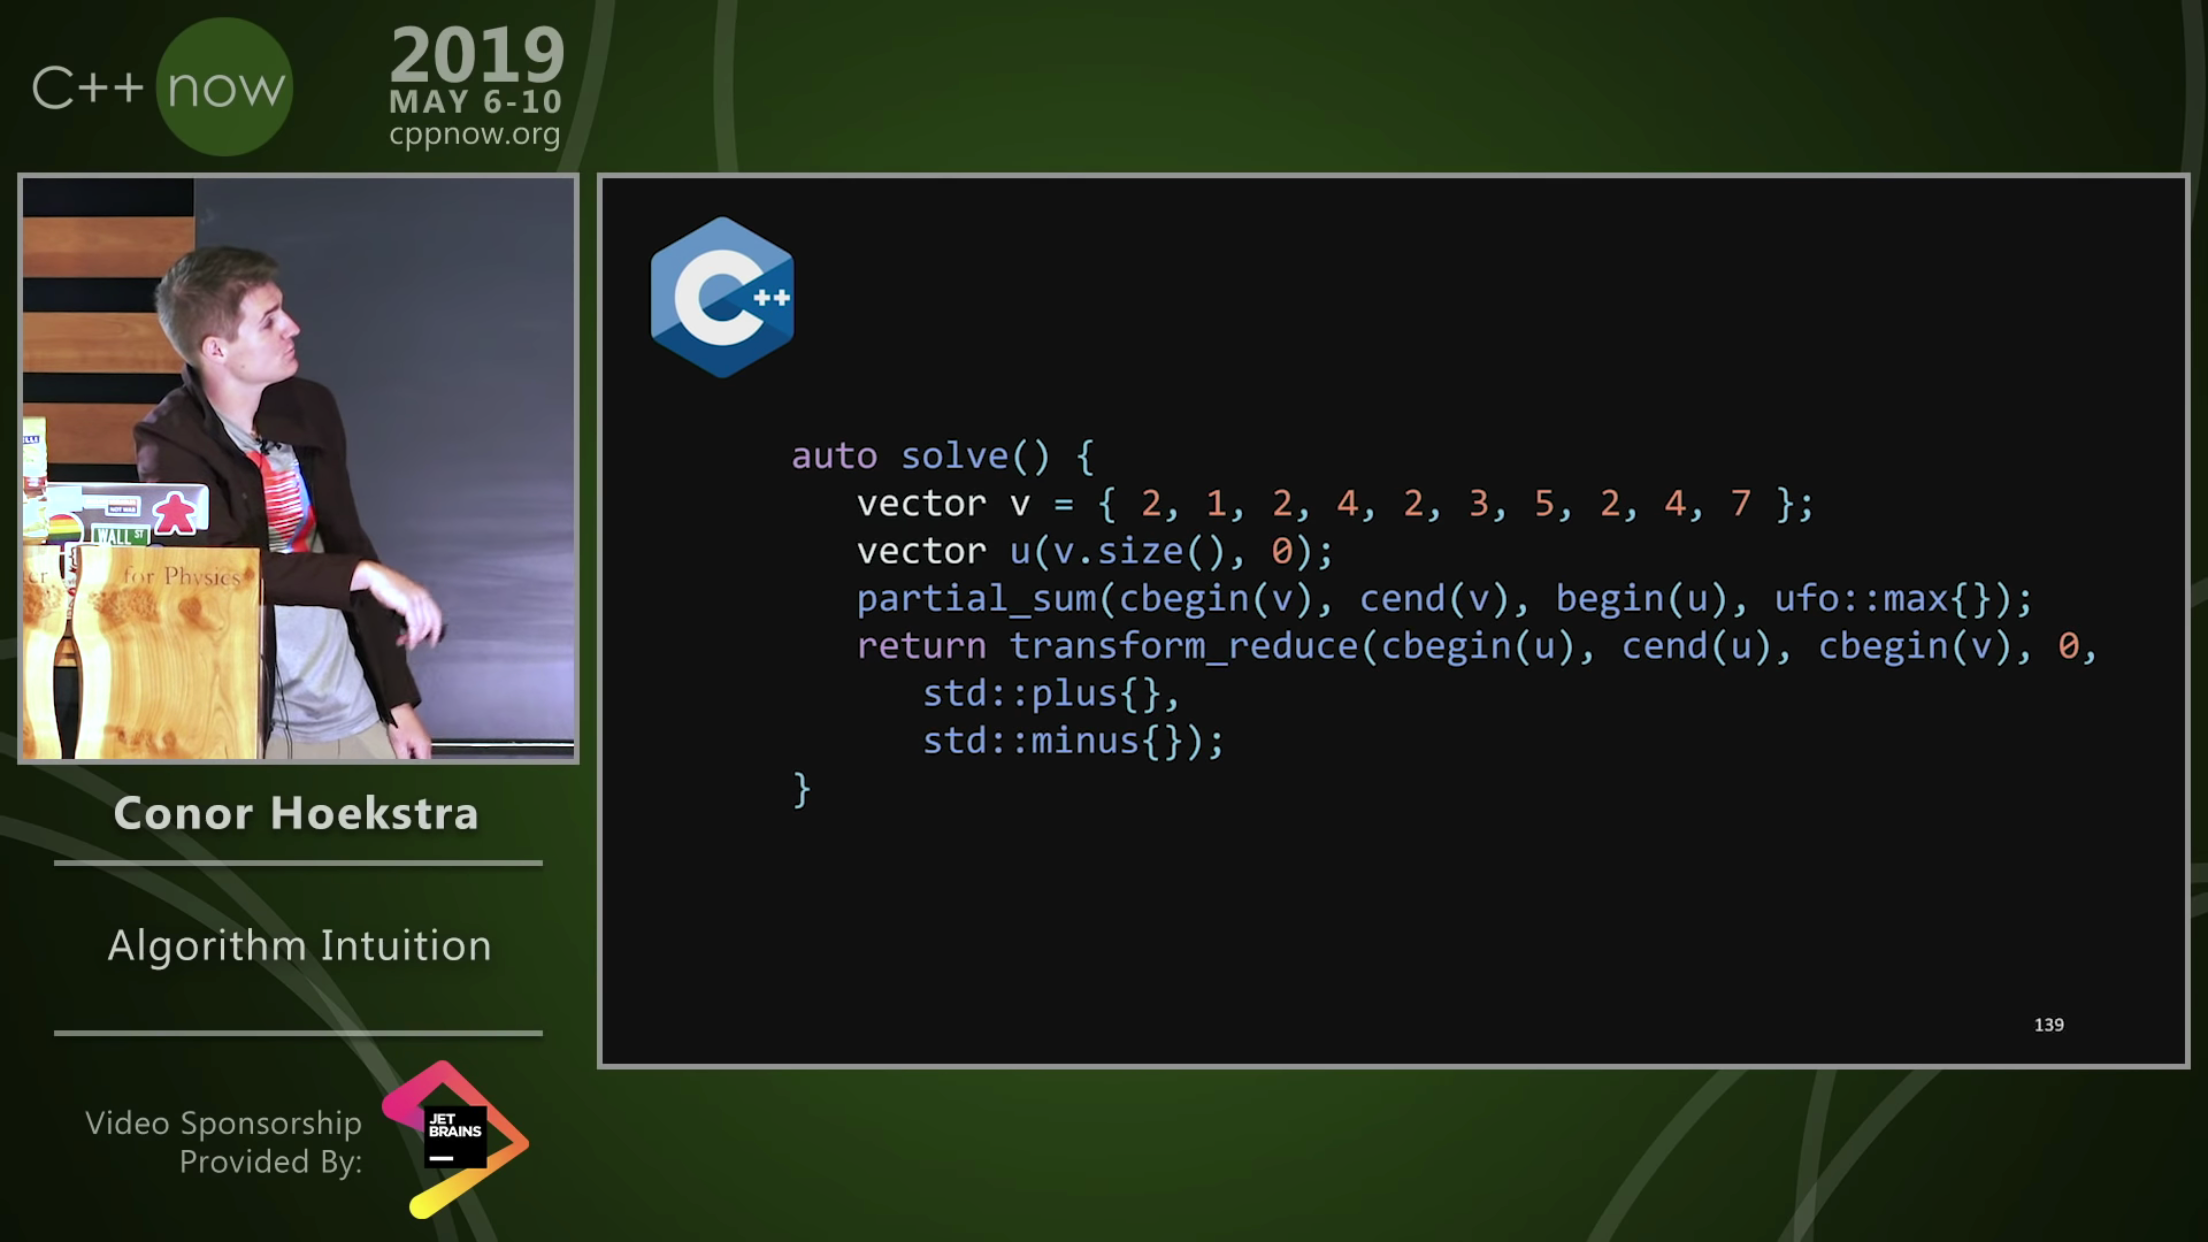 C++ now
2019
MAY 6-10
cppnow.org
WALL ST
for Physics
Conor Hoekstra
Algorithm Intuition
Video Sponsorship
Provided By:
JET
BRAINS
C++
auto solve() {
vector v = { 2, 1, 2, 4, 2, 3, 5, 2, 4, 7 };
vector u(v.size(), 0);
partial_sum(cbegin(v), cend(v), begin(u), ufo::max{});
return transform_reduce(cbegin(u), cend(u), cbegin(v), 0,
std::plus{},
std::minus{});
}
139